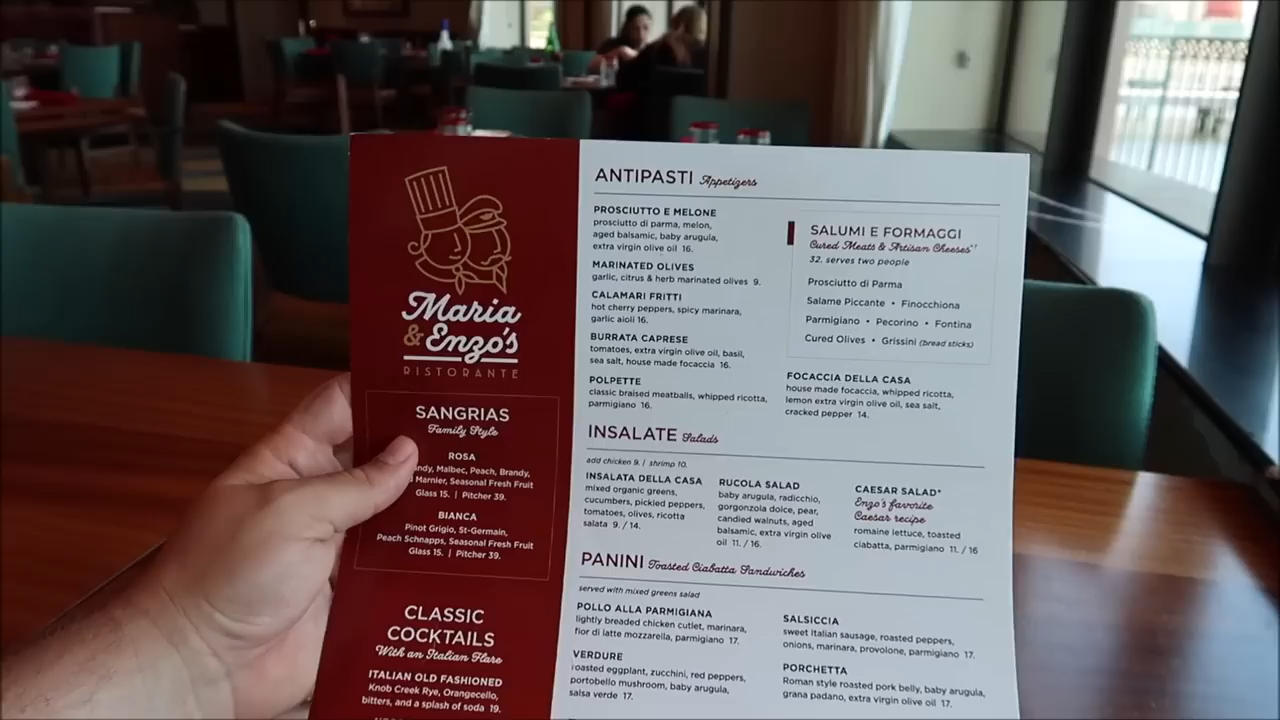 Maria
& Enzo's
RISTORANTE
SANGRIAS
Family Style
ROSA
Malbec, Peach, Brandy,
Marnier, Seasonal Fresh Fruit
Glass 15. | Pitcher 39.
BIANCA
Pinot Grigio, St-Germain,
Peach Schnapps, Seasonal Fresh Fruit
Glass 15. | Pitcher 39.
CLASSIC
COCKTAILS
With an Italian Flare
ITALIAN OLD FASHIONED
Knob Creek Rye, Orangecello,
bitters, and a splash of soda 19.
ANTIPASTI Appetizers
PROSCIUTTO E MELONE
prosciutto di parma, melon,
aged balsamic, baby arugula,
extra virgin olive oil 16.
MARINATED OLIVES
garlic, citrus & herb marinated olives 9.
CALAMARI FRITTI
hot cherry peppers, spicy marinara,
garlic aioli 16.
BURRATA CAPRESE
tomatoes, extra virgin olive oil, basil,
sea salt, house made focaccia 16.
POLPETTE
classic braised meatballs, whipped ricotta,
parmigiano 16.
SALUMI E FORMAGGI
Cured Meats & Artisan Cheeses*†
32. serves two people
Prosciutto di Parma
Salame Piccante • Finocchiona
Parmigiano • Pecorino • Fontina
Cured Olives • Grissini (bread sticks)
FOCACCIA DELLA CASA
house made focaccia, whipped ricotta,
lemon extra virgin olive oil, sea salt,
cracked pepper 14.
INSALATE Salads
add chicken 9. | shrimp 10.
INSALATA DELLA CASA
mixed organic greens,
cucumbers, pickled peppers,
tomatoes, olives, ricotta
salata 9. / 14.
RUCOLA SALAD
baby arugula, radicchio,
gorgonzola dolce, pear,
candied walnuts, aged
balsamic, extra virgin olive
oil 11. / 16.
CAESAR SALAD*
Enzo's favorite
Caesar recipe
romaine lettuce, toasted
ciabatta, parmigiano 11. / 16
PANINI Toasted Ciabatta Sandwiches
served with mixed greens salad
POLLO ALLA PARMIGIANA
lightly breaded chicken cutlet, marinara,
fior di latte mozzarella, parmigiano 17.
VERDURE
roasted eggplant, zucchini, red peppers,
portobello mushroom, baby arugula,
salsa verde 17.
SALSICCIA
sweet Italian sausage, roasted peppers,
onions, marinara, provolone, parmigiano 17.
PORCHETTA
Roman style roasted pork belly, baby arugula,
grana padano, extra virgin olive oil 17.